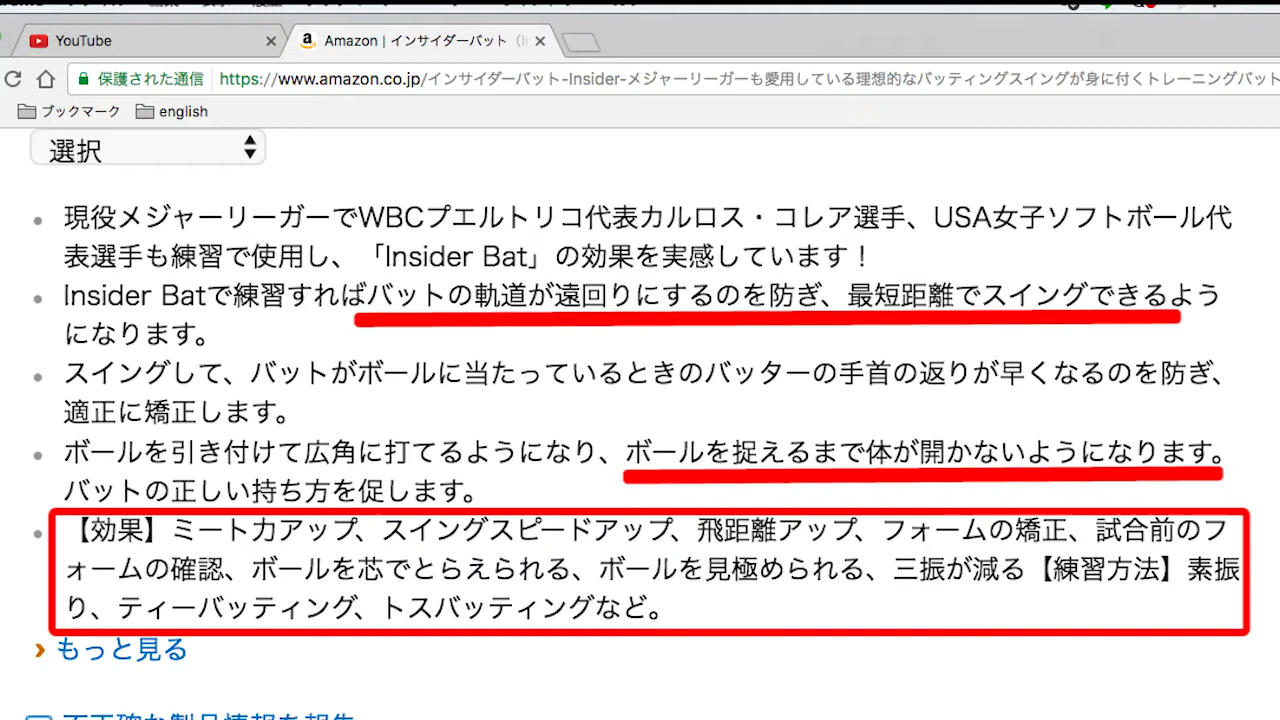 YouTube
Amazon | インサイダーバット
保護された通信 https://www.amazon.co.jp/インサイダーバット-Insider-メジャーリーガーも愛用している理想的なバッティングスイングが身に付くトレーニングバット
ブックマーク english
選択
現役メジャーリーガーでWBCプエルトリコ代表カルロス・コレア選手、USA女子ソフトボール代
表選手も練習で使用し、「Insider Bat」の効果を実感しています！
Insider Batで練習すればバットの軌道が遠回りにするのを防ぎ、最短距離でスイングできるよう
になります。
スイングして、バットがボールに当たっているときのバッターの手首の返りが早くなるのを防ぎ、
適正に矯正します。
ボールを引き付けて広角に打てるようになり、ボールを捉えるまで体が開かないようになります。
バットの正しい持ち方を促します。
【効果】ミート力アップ、スイングスピードアップ、飛距離アップ、フォームの矯正、試合前のフ
ォームの確認、ボールを芯でとらえられる、ボールを見極められる、三振が減る【練習方法】素振
り、ティーバッティング、トスバッティングなど。
› もっと見る
不正確な製品情報を報告